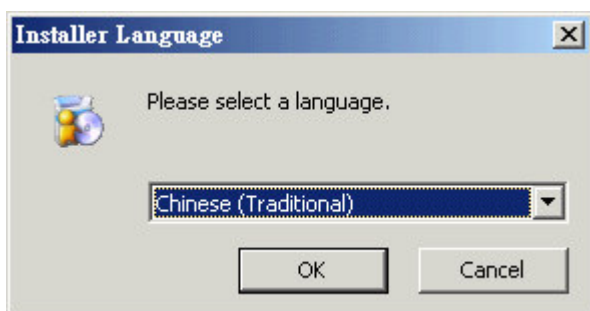 Installer Language
Please select a language.
Chinese (Traditional)
OK
Cancel